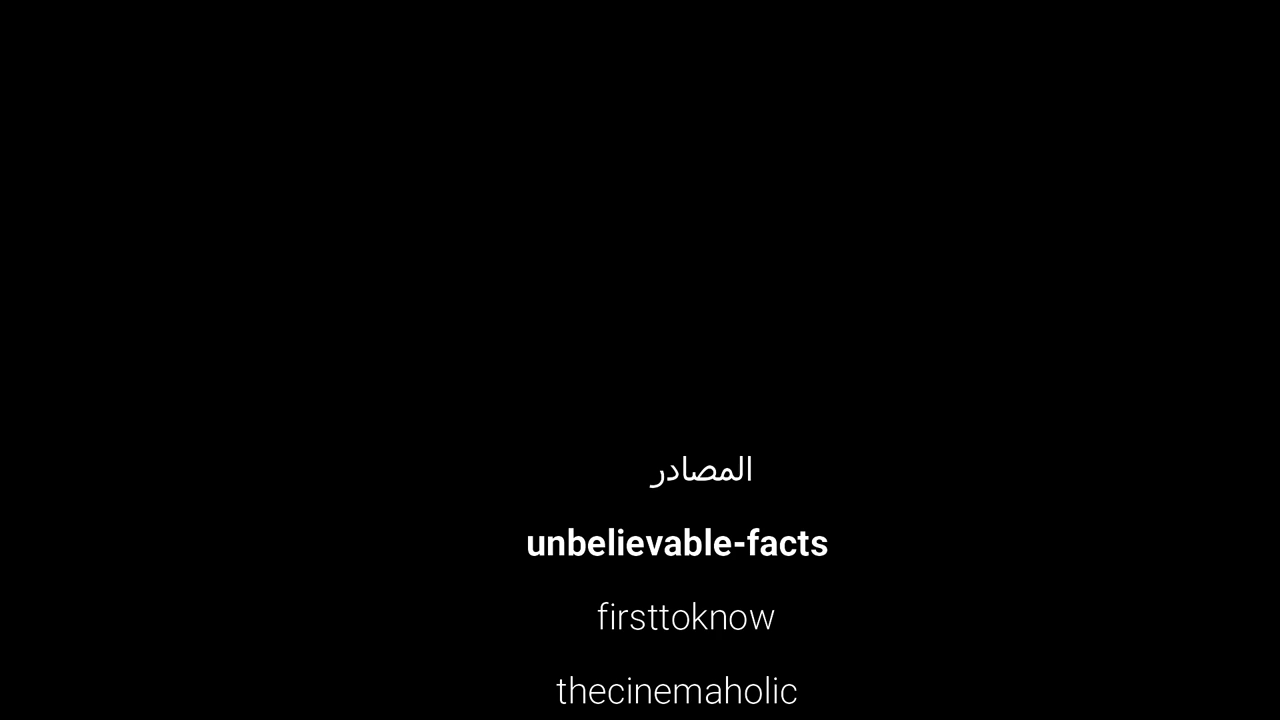 المصادر
unbelievable-facts
firsttoknow
thecinemaholic